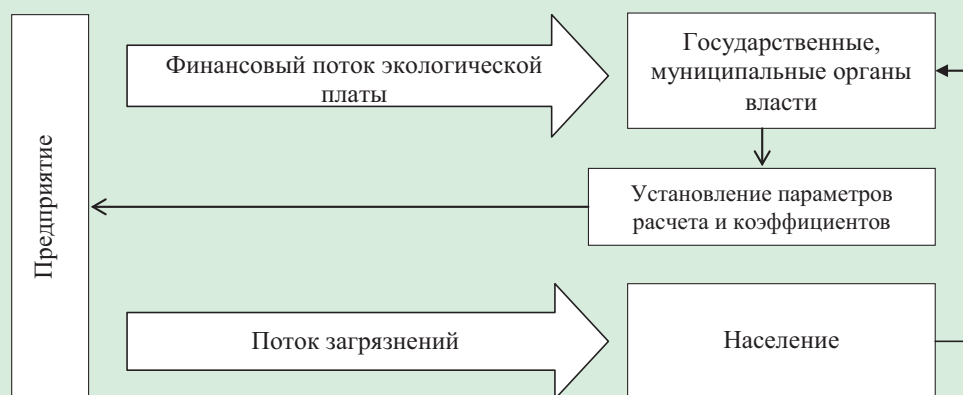 Предприятие
Финансовый поток экологической
платы
Государственные,
муниципальные органы
власти
Установление параметров
расчета и коэффициентов
Поток загрязнений
Население